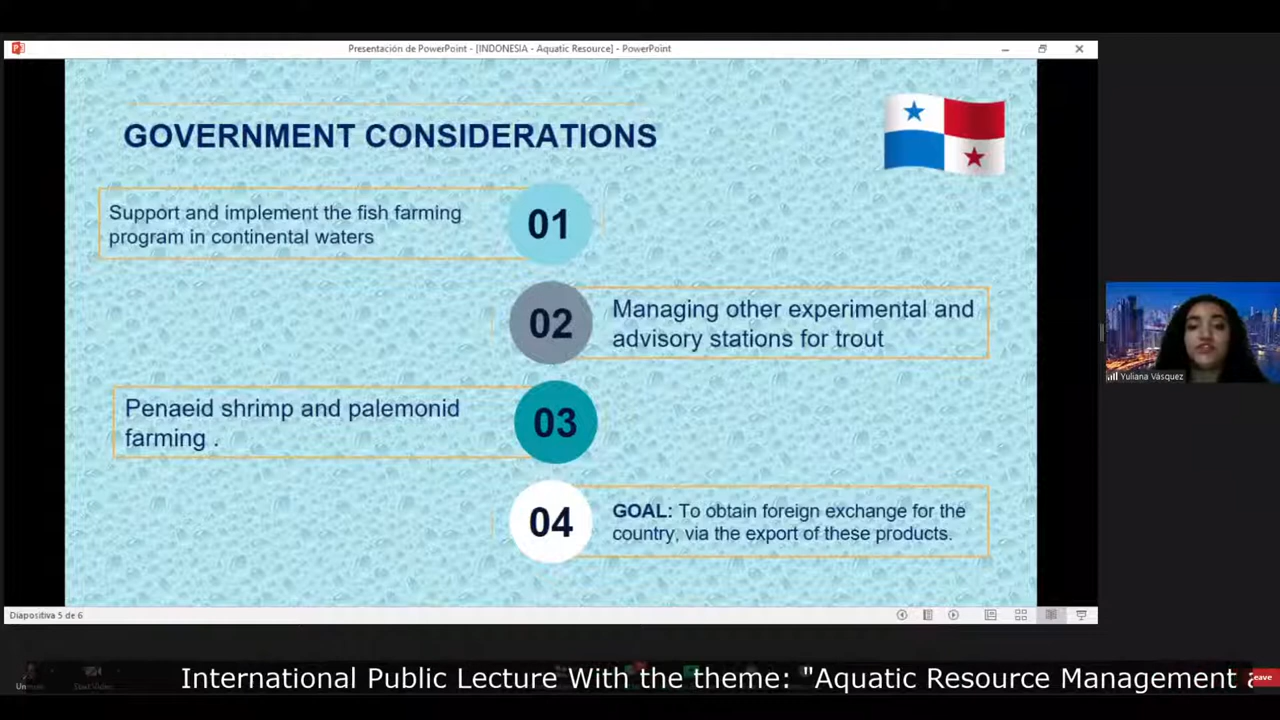 Presentación de PowerPoint - [INDONESIA - Aquatic Resource] - PowerPoint
GOVERNMENT CONSIDERATIONS
Support and implement the fish farming
program in continental waters
01
02
Managing other experimental and
advisory stations for trout
Penaeid shrimp and palemonid
farming .
03
04
GOAL: To obtain foreign exchange for the
country, via the export of these products.
Yuliana Vásquez
Diapositiva 5 de 6
Start Video
International Public Lecture With the theme: "Aquatic Resource Management a
Leave